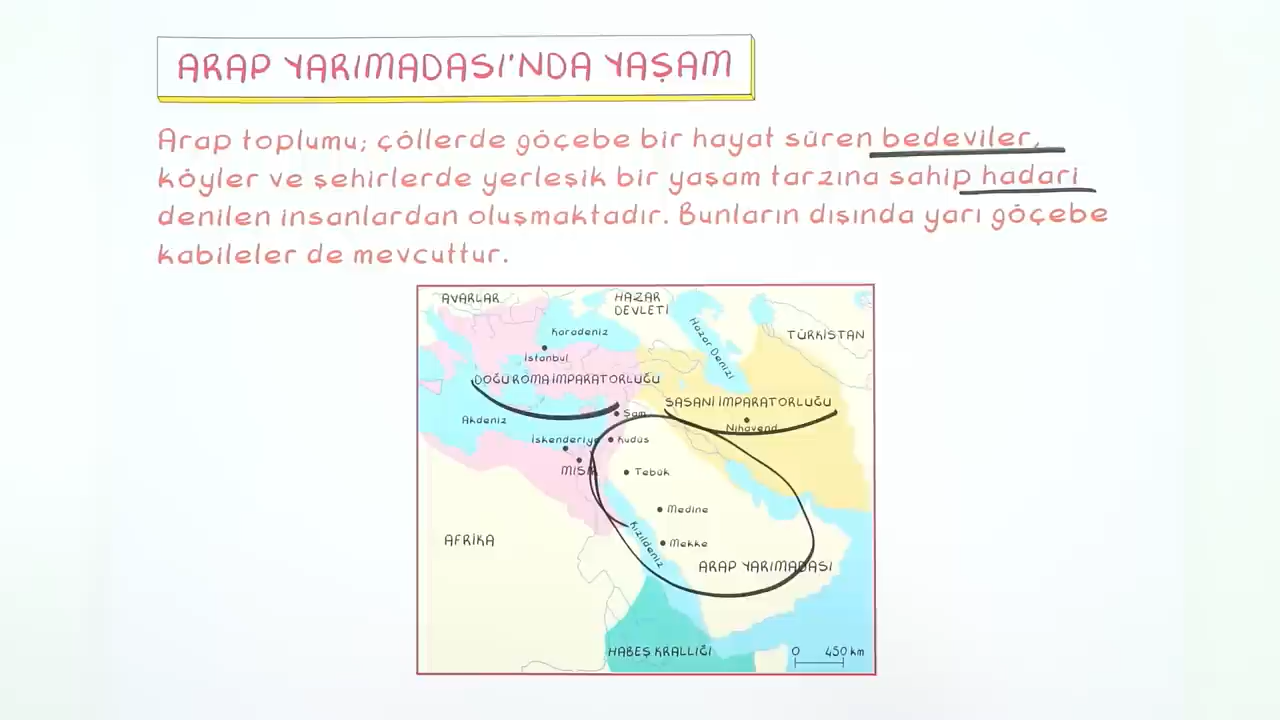 ARAP YARIMADASI'NDA YAŞAM
Arap toplumu; çöllerde göçebe bir hayat süren bedeviler,
köyler ve şehirlerde yerleşik bir yaşam tarzına sahip hadari
denilen insanlardan oluşmaktadır. Bunların dışında yarı göçebe
kabileler de mevcuttur.
AVARLAR
HAZAR
DEVLETİ
Karadeniz
Hazar Denizi
TÜRKİSTAN
İstanbul
DOĞU ROMA İMPARATORLUĞU
SASANİ İMPARATORLUĞU
Şam
Akdeniz
Nihavend
İskenderiye
Kudüs
MISIR
Tebük
Medine
Kızıldeniz
AFRİKA
Mekke
ARAP YARIMADASI
HABEŞ KRALLIĞI
0 450 km